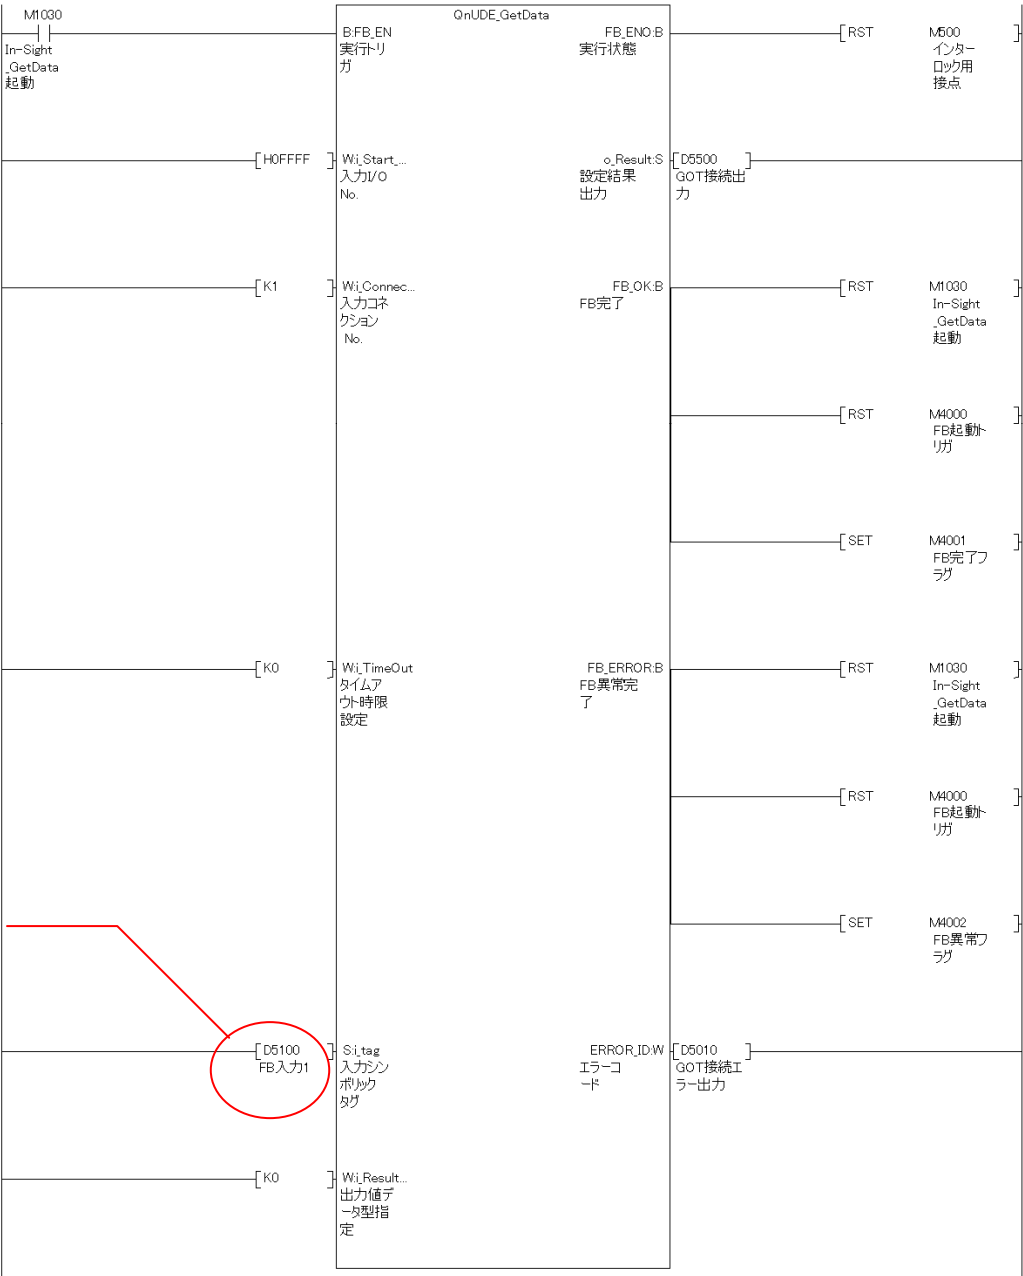 M1030
QnUDE_GetData
B:FB_EN
FB_ENO:B
RST
M500
In-Sight
_GetData
起動
実行トリ
ガ
実行状態
インター
ロック用
接点
H0FFFF
W:i_Start_...
o_Result:S
D5500
入力I/O
No.
設定結果
出力
GOT接続出
力
K1
W:i_Connec...
FB_OK:B
RST
M1030
入力コネ
クション
No.
FB完了
In-Sight
_GetData
起動
RST
M4000
FB起動ト
リガ
SET
M4001
FB完了フ
ラグ
K0
W:i_TimeOut
FB_ERROR:B
RST
M1030
タイムア
ウト時限
設定
FB異常完
了
In-Sight
_GetData
起動
RST
M4000
FB起動ト
リガ
SET
M4002
FB異常フ
ラグ
D5100
S:i_tag
ERROR_ID:W
D5010
FB入力1
入力シン
ボリック
タグ
エラーコ
ード
GOT接続エ
ラー出力
K0
W:i_Result...
出力値デ
ータ型指
定